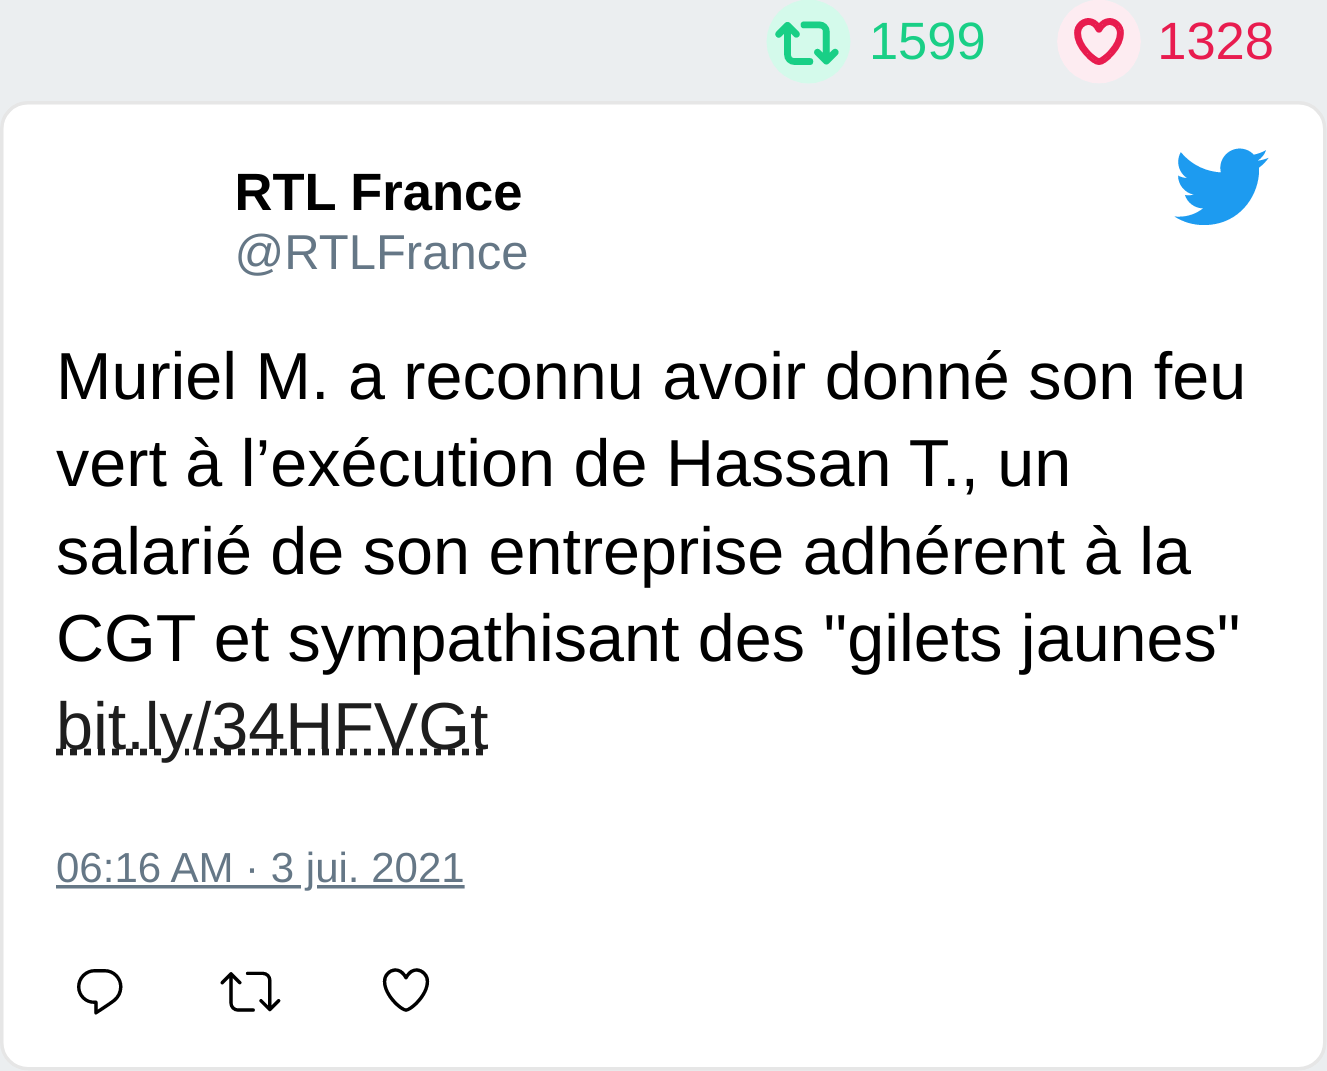 1599 1328
RTL France
@RTLFrance
Muriel M. a reconnu avoir donné son feu
vert à l’exécution de Hassan T., un
salarié de son entreprise adhérent à la
CGT et sympathisant des "gilets jaunes"
bit.ly/34HFVGt
06:16 AM · 3 jui. 2021